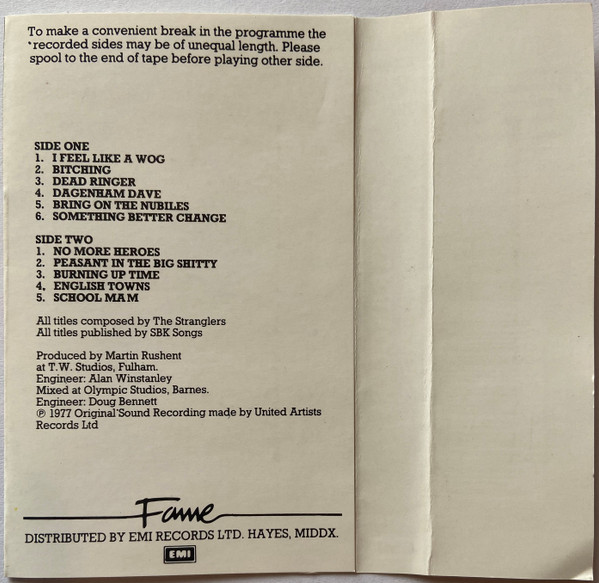 To make a convenient break in the programme the
recorded sides may be of unequal length. Please
spool to the end of tape before playing other side.
SIDE ONE
1. I FEEL LIKE A WOG
2. BITCHING
3. DEAD RINGER
4. DAGENHAM DAVE
5. BRING ON THE NUBILES
6. SOMETHING BETTER CHANGE
SIDE TWO
1. NO MORE HEROES
2. PEASANT IN THE BIG SHITTY
3. BURNING UP TIME
4. ENGLISH TOWNS
5. SCHOOL MAM
All titles composed by The Stranglers
All titles published by SBK Songs
Produced by Martin Rushent
at T.W. Studios, Fulham.
Engineer: Alan Winstanley
Mixed at Olympic Studios, Barnes.
Engineer: Doug Bennett
℗ 1977 Original Sound Recording made by United Artists
Records Ltd
Fame
DISTRIBUTED BY EMI RECORDS LTD. HAYES, MIDDX.
EMI